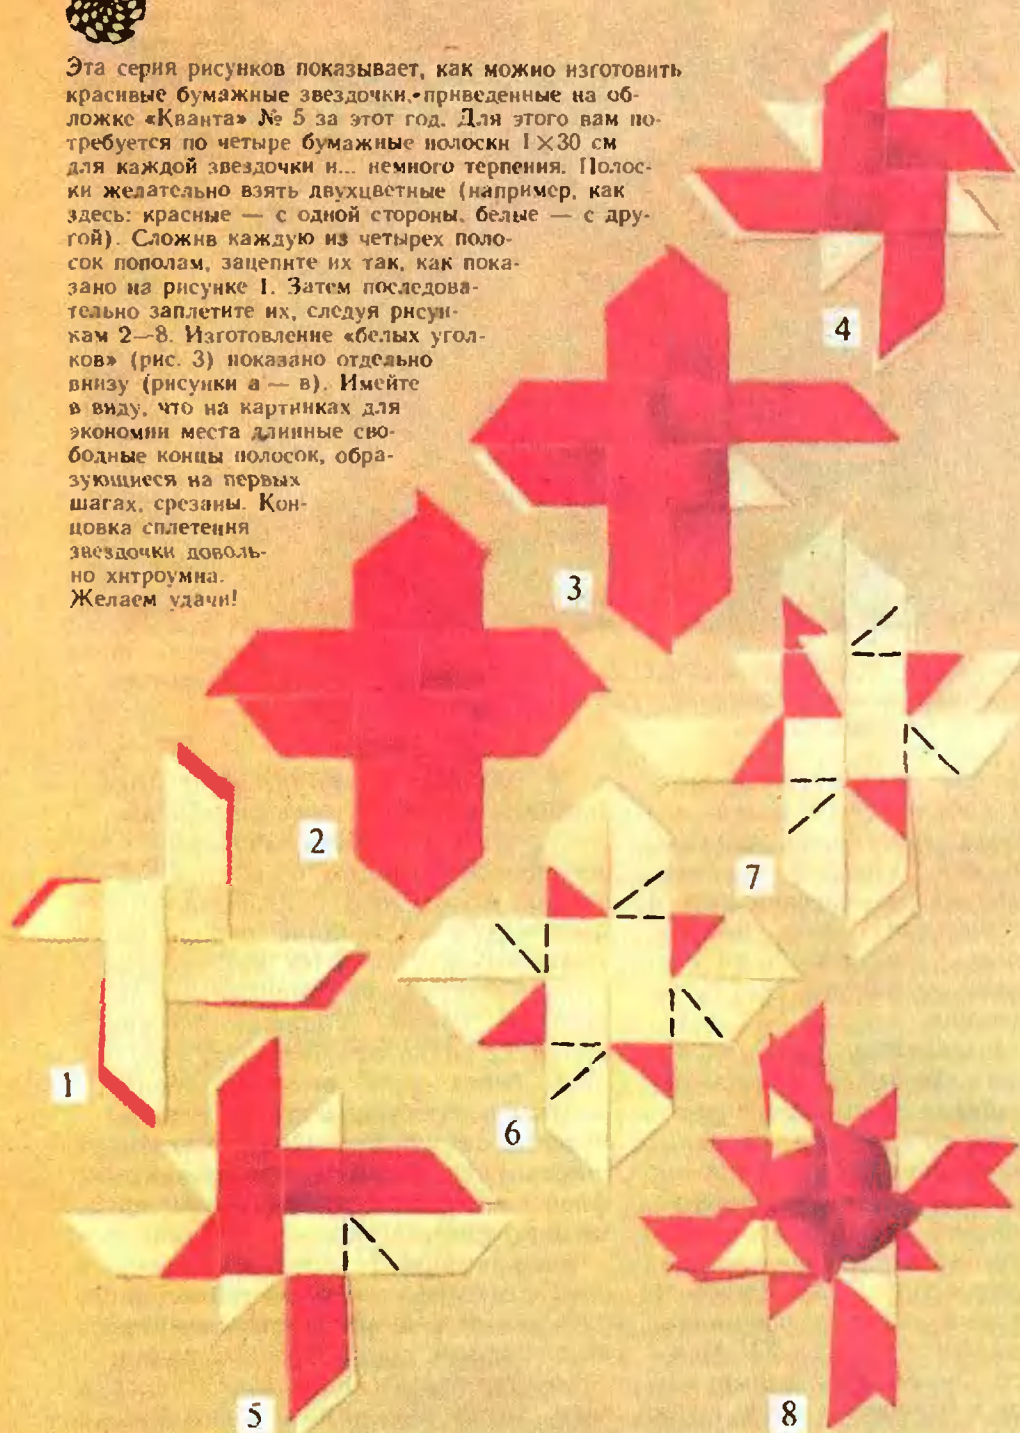 Эта серия рисунков показывает, как можно изготовить
красивые бумажные звездочки, приведенные на об-
ложке «Кванта» № 5 за этот год. Для этого вам по-
требуется по четыре бумажные полоски 1×30 см
для каждой звездочки и... немного терпения. Полос-
ки желательно взять двухцветные (например, как
здесь: красные — с одной стороны, белые — с дру-
гой). Сложив каждую из четырех поло-
сок пополам, зацепите их так, как пока-
зано на рисунке 1. Затем последова-
тельно заплетите их, следуя рисун-
кам 2—8. Изготовление «белых угол-
ков» (рис. 3) показано отдельно
внизу (рисунки а — в). Имейте
в виду, что на картинках для
экономии места длинные сво-
бодные концы полосок, обра-
зующиеся на первых
шагах, срезаны. Кон-
цовка сплетения
звездочки доволь-
но хитроумна.
Желаем удачи!
4
3
2
7
1
6
5
8